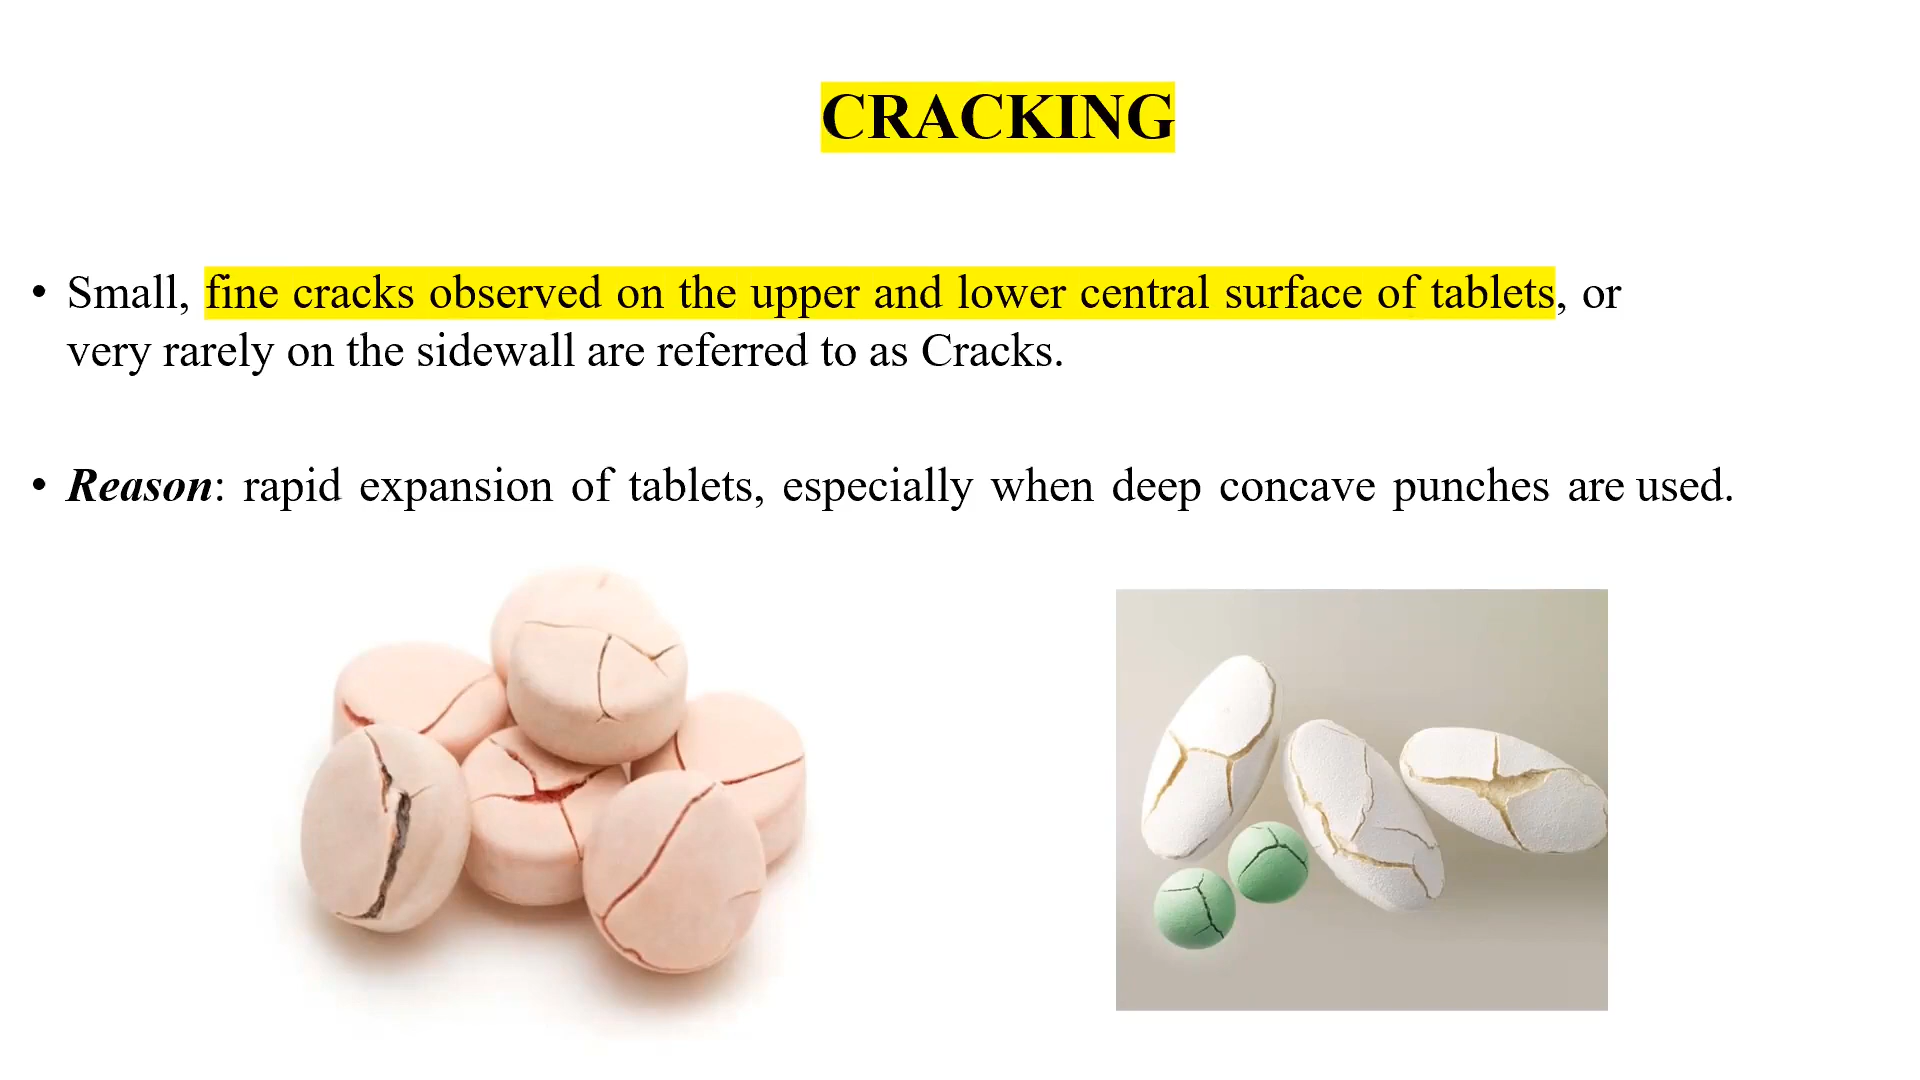 CRACKING
• Small, fine cracks observed on the upper and lower central surface of tablets, or
very rarely on the sidewall are referred to as Cracks.
• Reason: rapid expansion of tablets, especially when deep concave punches are used.